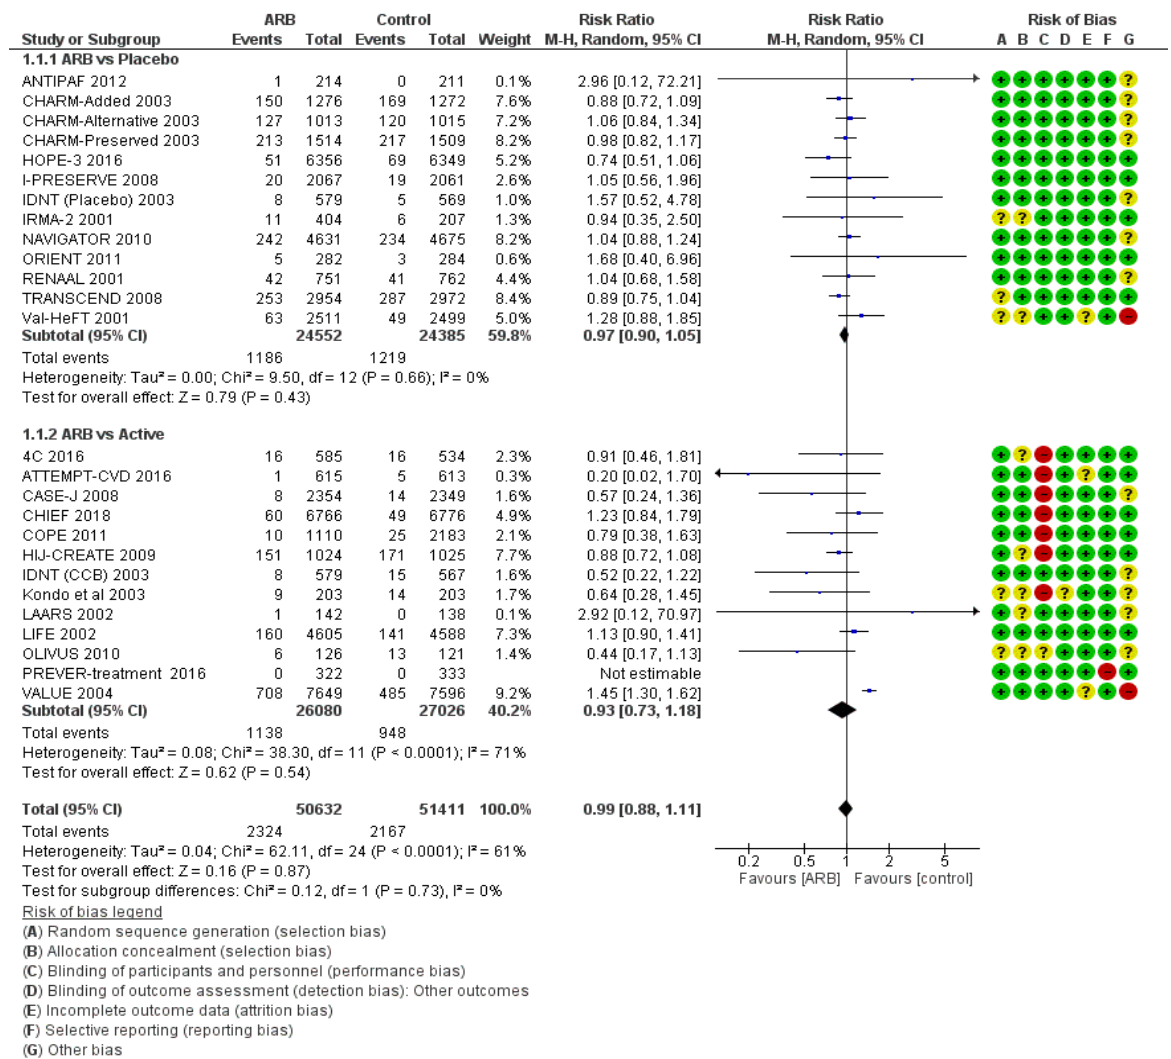 ARB Control Risk Ratio Risk Ratio Risk of Bias
Study or Subgroup Events Total Events Total Weight M-H, Random, 95% CI M-H, Random, 95% CI A B C D E F G
1.1.1 ARB vs Placebo
ANTIPAF 2012 1 214 0 211 0.1% 2.96 [0.12, 72.21] + + + + + + ?
CHARM-Added 2003 150 1276 169 1272 7.6% 0.88 [0.72, 1.09] + + + + + + ?
CHARM-Alternative 2003 127 1013 120 1015 7.2% 1.06 [0.84, 1.34] + + + + + + ?
CHARM-Preserved 2003 213 1514 217 1509 8.2% 0.98 [0.82, 1.17] + + + + + + ?
HOPE-3 2016 51 6356 69 6349 5.2% 0.74 [0.51, 1.06] + + + + + + +
I-PRESERVE 2008 20 2067 19 2061 2.6% 1.05 [0.56, 1.96] + + + + + + +
IDNT (Placebo) 2003 8 579 5 569 0.9% 1.57 [0.52, 4.78] + + + + + + ?
IRMA-2 2001 11 404 6 207 1.3% 0.94 [0.35, 2.50] ? ? + + + + +
NAVIGATOR 2010 242 4631 234 4675 8.2% 1.04 [0.88, 1.24] + + + + + + ?
ORIENT 2011 5 282 3 284 0.6% 1.68 [0.40, 6.96] + + + + + + +
RENAAL 2001 42 751 41 762 4.4% 1.04 [0.68, 1.58] + + + + + + ?
TRANSCEND 2008 253 2954 287 2972 8.4% 0.89 [0.75, 1.04] ? + + + + + +
Val-HeFT 2001 63 2511 49 2499 5.0% 1.28 [0.88, 1.85] ? ? + + ? + -
Subtotal (95% CI) 24552 24385 59.8% 0.97 [0.90, 1.05]
Total events 1186 1219
Heterogeneity: Tau² = 0.00; Chi² = 9.50, df = 12 (P = 0.66); I² = 0%
Test for overall effect: Z = 0.79 (P = 0.43)
1.1.2 ARB vs Active
4C 2016 16 585 16 534 2.3% 0.91 [0.46, 1.81] + ? - + + + +
ATTEMPT-CVD 2016 1 615 5 613 0.3% 0.20 [0.02, 1.70] + + - + ? + +
CASE-J 2008 8 2354 14 2349 1.6% 0.57 [0.24, 1.36] + + - + + + ?
CHIEF 2018 60 6766 49 6776 4.9% 1.23 [0.84, 1.79] + + - + + + +
COPE 2011 10 1110 25 2183 2.1% 0.79 [0.38, 1.63] + + - + + + +
HIJ-CREATE 2009 151 1024 171 1025 7.7% 0.88 [0.72, 1.08] + ? - + + + +
IDNT (CCB) 2003 8 579 15 567 1.6% 0.52 [0.22, 1.22] + + + + + + ?
Kondo et al 2003 9 203 14 203 1.7% 0.64 [0.28, 1.45] ? ? - ? + + ?
LAARS 2002 1 142 0 138 0.1% 2.92 [0.12, 70.97] + ? + + + + ?
LIFE 2002 160 4605 141 4588 7.3% 1.13 [0.90, 1.41] + + + + + + +
OLIVUS 2010 6 126 13 121 1.4% 0.44 [0.17, 1.13] ? ? ? + + + ?
PREVER-treatment 2016 0 322 0 333 Not estimable + + + + + - +
VALUE 2004 708 7649 485 7596 9.2% 1.45 [1.30, 1.62] + + + + ? + -
Subtotal (95% CI) 26080 27026 40.2% 0.93 [0.73, 1.18]
Total events 1138 948
Heterogeneity: Tau² = 0.08; Chi² = 38.30, df = 11 (P < 0.0001); I² = 71%
Test for overall effect: Z = 0.62 (P = 0.54)
Total (95% CI) 50632 51411 100.0% 0.99 [0.88, 1.11]
Total events 2324 2167
Heterogeneity: Tau² = 0.04; Chi² = 62.11, df = 24 (P < 0.0001); I² = 61%
Test for overall effect: Z = 0.16 (P = 0.87)
Test for subgroup differences: Chi² = 0.12, df = 1 (P = 0.73), I² = 0%
0.2 0.5 1 2 5
Favours [ARB] Favours [control]
Risk of bias legend
(A) Random sequence generation (selection bias)
(B) Allocation concealment (selection bias)
(C) Blinding of participants and personnel (performance bias)
(D) Blinding of outcome assessment (detection bias): Other outcomes
(E) Incomplete outcome data (attrition bias)
(F) Selective reporting (reporting bias)
(G) Other bias